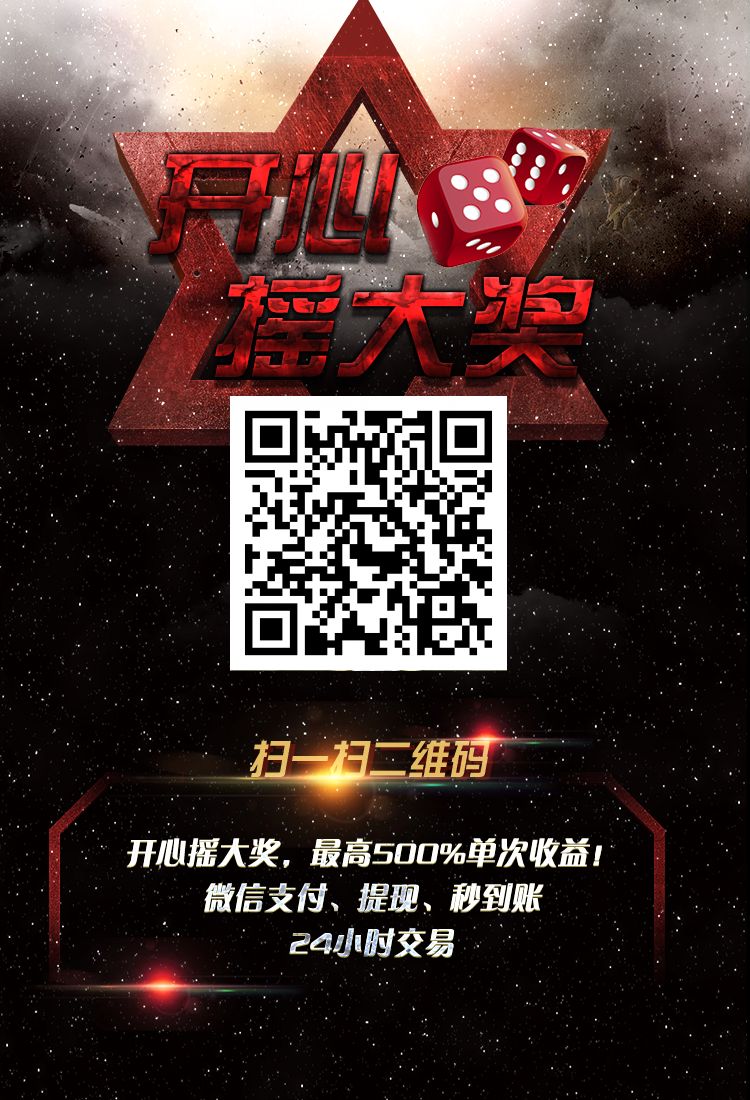 开心
摇大奖
扫一扫二维码
开心摇大奖，最高500%单次收益！
微信支付、提现、秒到账
24小时交易